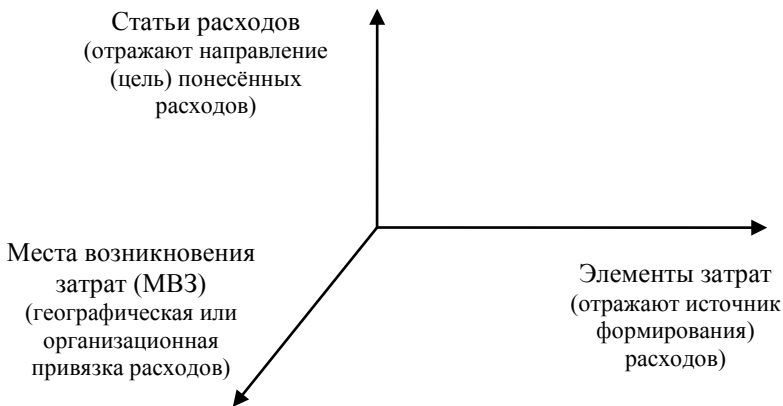 Статьи расходов
(отражают направление
(цель) понесённых
расходов)
Места возникновения
затрат (МВЗ)
(географическая или
организационная
привязка расходов)
Элементы затрат
(отражают источник
формирования)
расходов)